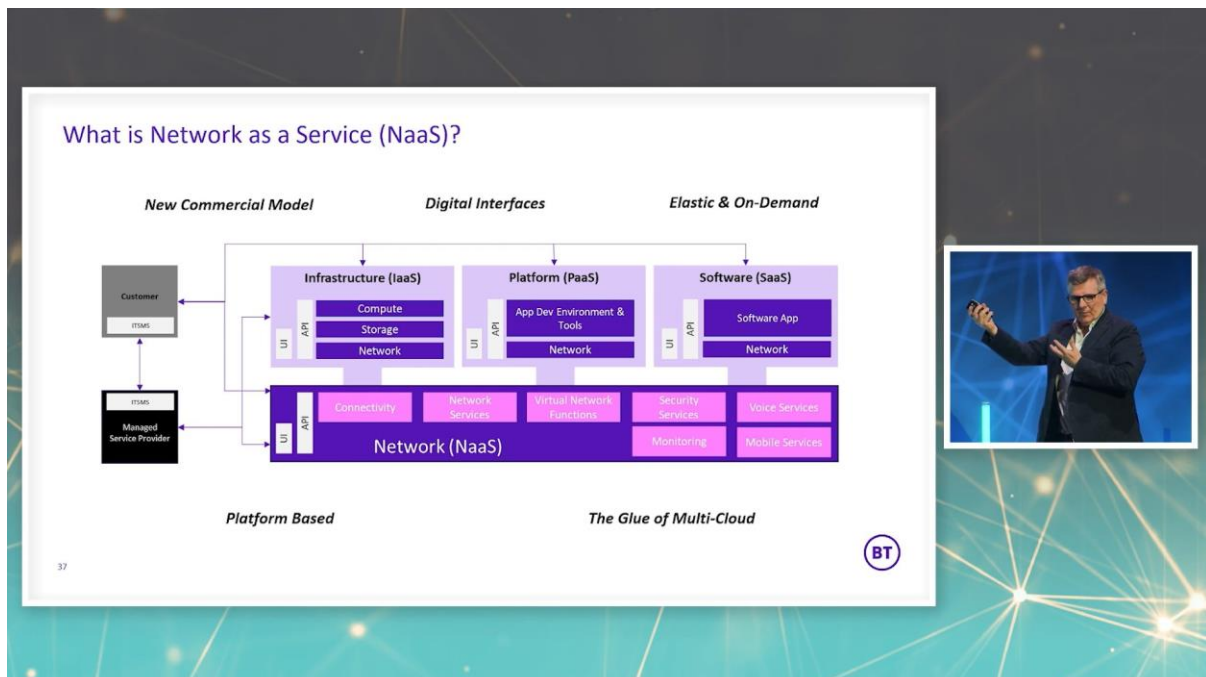 What is Network as a Service (NaaS)?
New Commercial Model
Digital Interfaces
Elastic & On-Demand
Customer
ITSMS
ITSMS
Managed
Service Provider
Infrastructure (IaaS)
UI
API
Compute
Storage
Network
Platform (PaaS)
UI
API
App Dev Environment &
Tools
Network
Software (SaaS)
UI
API
Software App
Network
UI
API
Connectivity
Network
Services
Virtual Network
Functions
Security
Services
Voice Services
Monitoring
Mobile Services
Network (NaaS)
Platform Based
The Glue of Multi-Cloud
37
BT